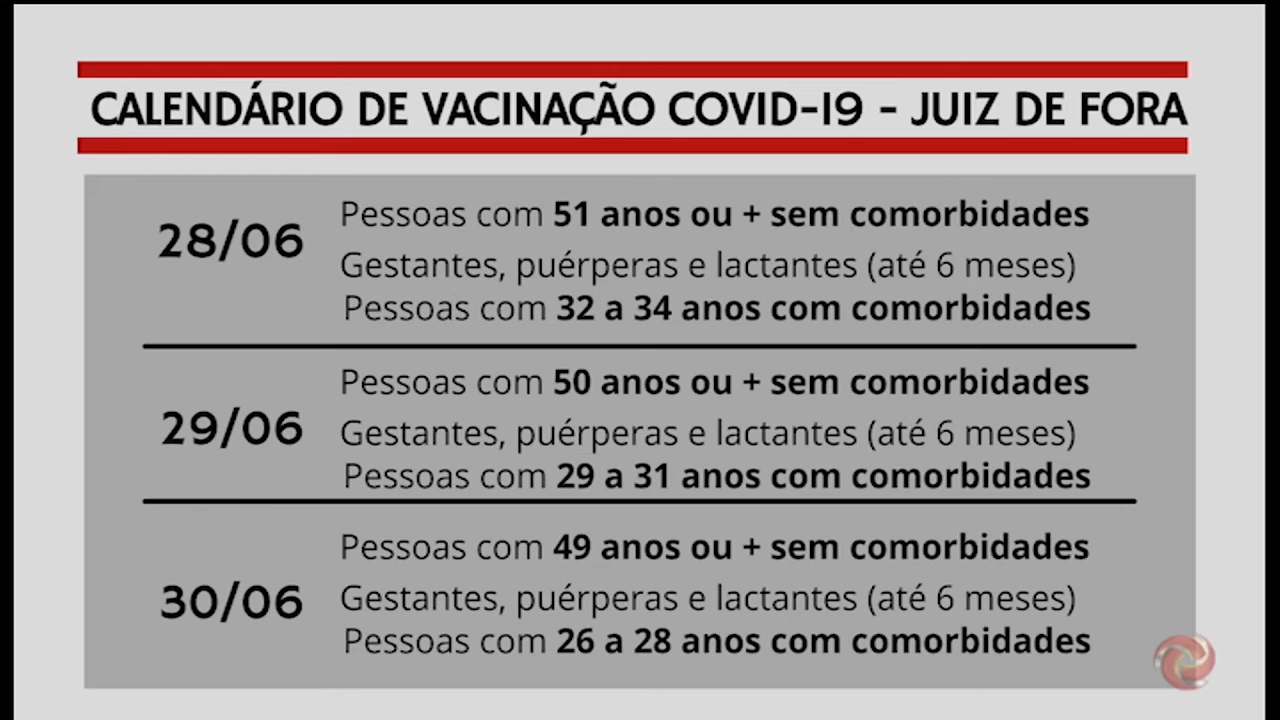 CALENDÁRIO DE VACINAÇÃO COVID-19 - JUIZ DE FORA
28/06
Pessoas com 51 anos ou + sem comorbidades
Gestantes, puérperas e lactantes (até 6 meses)
Pessoas com 32 a 34 anos com comorbidades
29/06
Pessoas com 50 anos ou + sem comorbidades
Gestantes, puérperas e lactantes (até 6 meses)
Pessoas com 29 a 31 anos com comorbidades
30/06
Pessoas com 49 anos ou + sem comorbidades
Gestantes, puérperas e lactantes (até 6 meses)
Pessoas com 26 a 28 anos com comorbidades